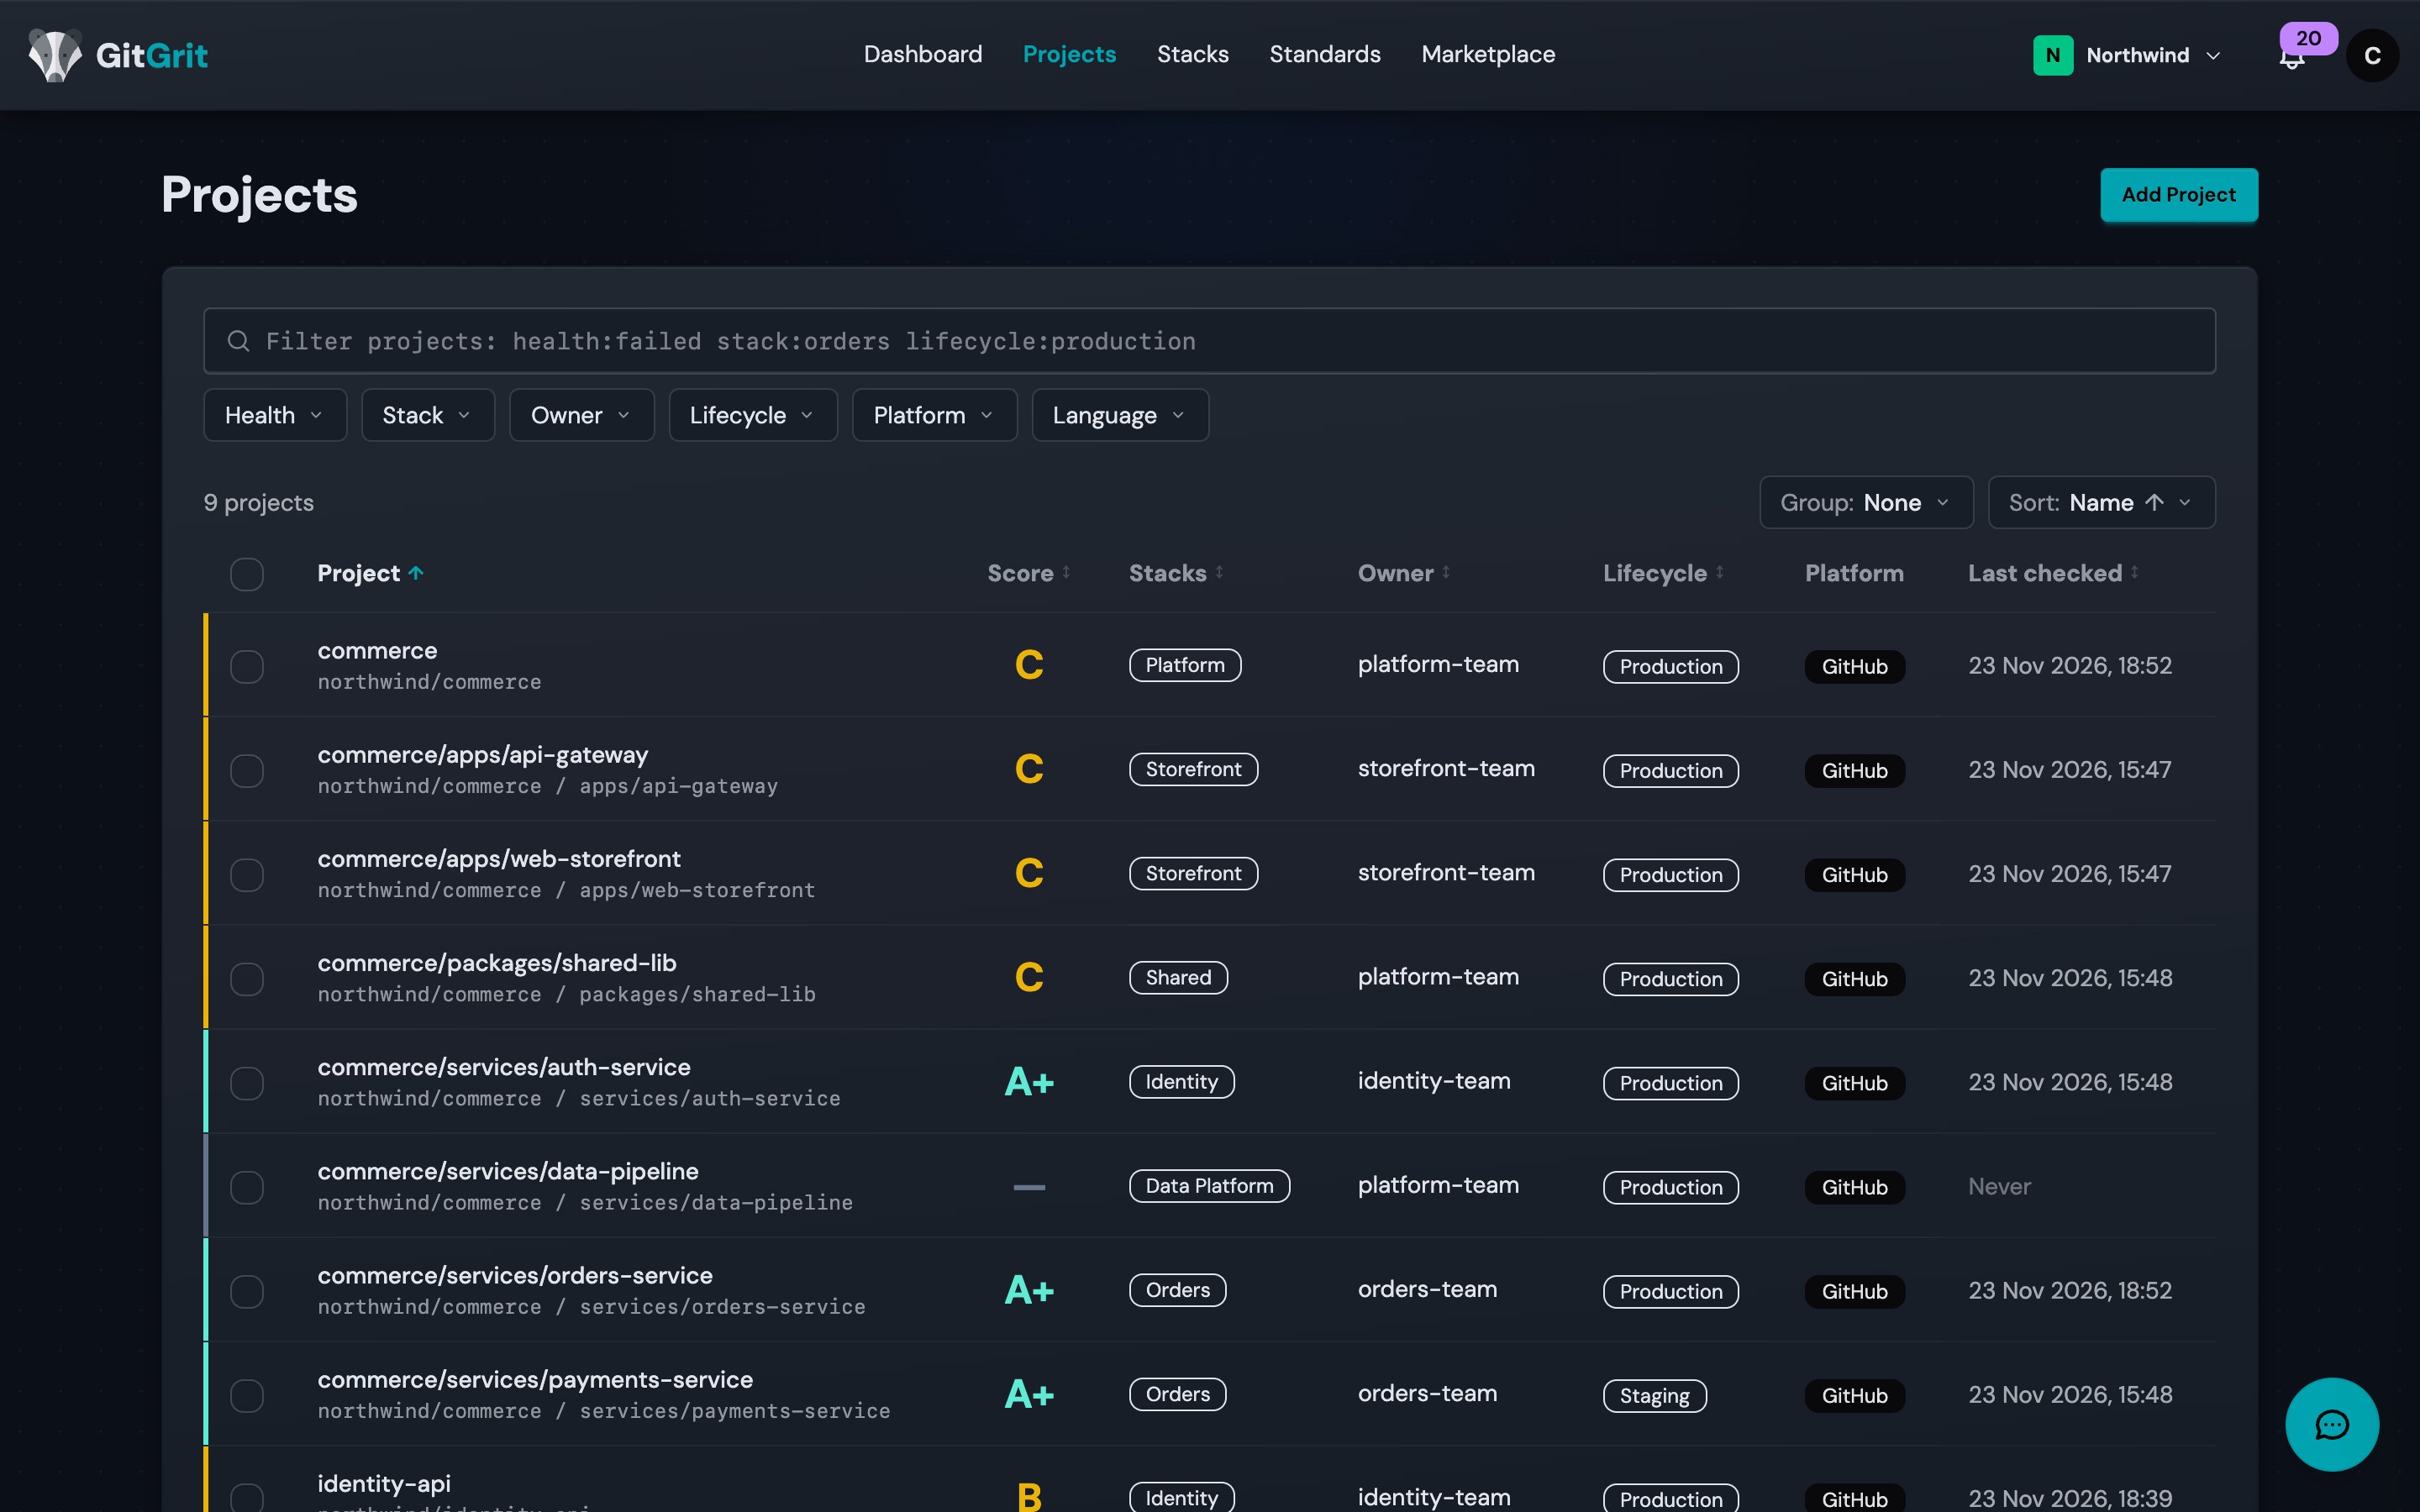 GitGrit
Dashboard Projects Stacks Standards Marketplace
N Northwind
20
C
Projects
Add Project
Filter projects: health:failed stack:orders lifecycle:production
Health Stack Owner Lifecycle Platform Language
9 projects
Group: None Sort: Name ↑
Project ↑ Score Stacks Owner Lifecycle Platform Last checked
commerce
northwind/commerce
C Platform platform-team Production GitHub 23 Nov 2026, 18:52
commerce/apps/api-gateway
northwind/commerce / apps/api-gateway
C Storefront storefront-team Production GitHub 23 Nov 2026, 15:47
commerce/apps/web-storefront
northwind/commerce / apps/web-storefront
C Storefront storefront-team Production GitHub 23 Nov 2026, 15:47
commerce/packages/shared-lib
northwind/commerce / packages/shared-lib
C Shared platform-team Production GitHub 23 Nov 2026, 15:48
commerce/services/auth-service
northwind/commerce / services/auth-service
A+ Identity identity-team Production GitHub 23 Nov 2026, 15:48
commerce/services/data-pipeline
northwind/commerce / services/data-pipeline
— Data Platform platform-team Production GitHub Never
commerce/services/orders-service
northwind/commerce / services/orders-service
A+ Orders orders-team Production GitHub 23 Nov 2026, 18:52
commerce/services/payments-service
northwind/commerce / services/payments-service
A+ Orders orders-team Staging GitHub 23 Nov 2026, 15:48
identity-api
B Identity identity-team Production GitHub 23 Nov 2026, 18:39